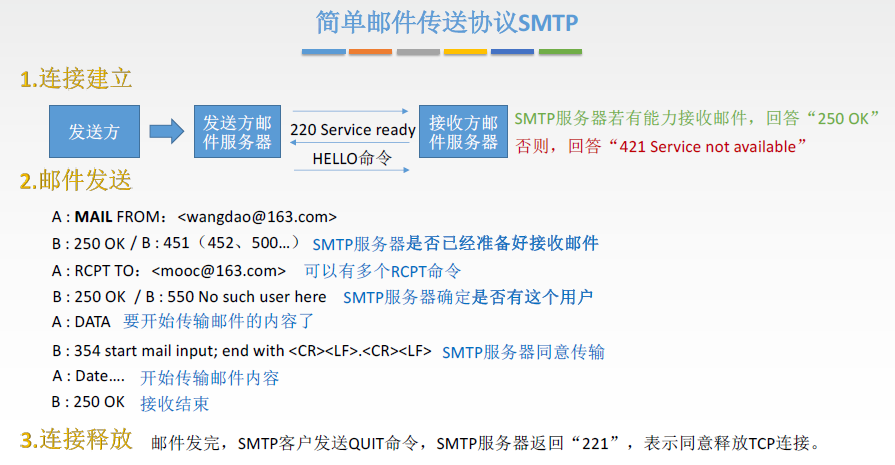 简单邮件传送协议SMTP
1.连接建立
发送方
发送方邮
件服务器
220 Service ready
HELLO命令
接收方邮
件服务器
SMTP服务器若有能力接收邮件，回答“250 OK”
否则，回答“421 Service not available”
2.邮件发送
A : MAIL FROM：<wangdao@163.com>
B : 250 OK / B : 451（452、500…） SMTP服务器是否已经准备好接收邮件
A : RCPT TO：<mooc@163.com> 可以有多个RCPT命令
B : 250 OK / B : 550 No such user here SMTP服务器确定是否有这个用户
A : DATA 要开始传输邮件的内容了
B : 354 start mail input; end with <CR><LF>.<CR><LF> SMTP服务器同意传输
A : Date…. 开始传输邮件内容
B : 250 OK 接收结束
3.连接释放 邮件发完，SMTP客户发送QUIT命令，SMTP服务器返回“221”，表示同意释放TCP连接。